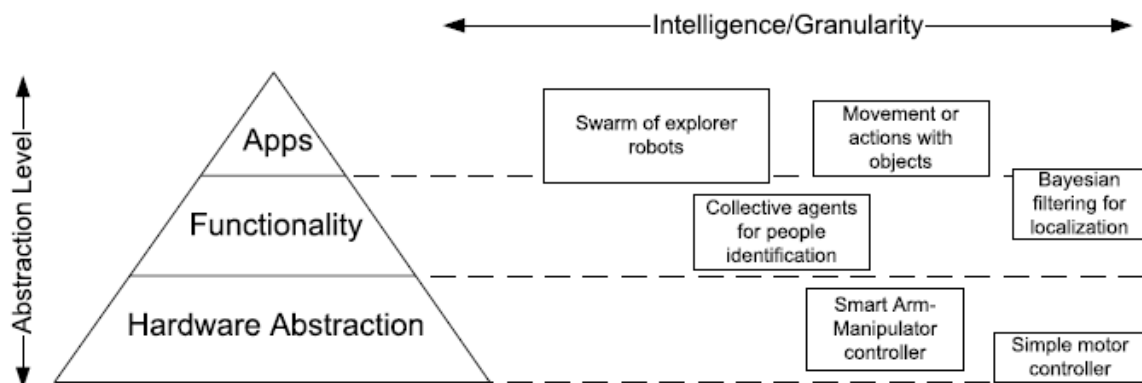 Intelligence/Granularity
Abstraction Level
Apps
Functionality
Hardware Abstraction
Swarm of explorer
robots
Movement or
actions with
objects
Bayesian
filtering for
localization
Collective agents
for people
identification
Smart Arm-
Manipulator
controller
Simple motor
controller